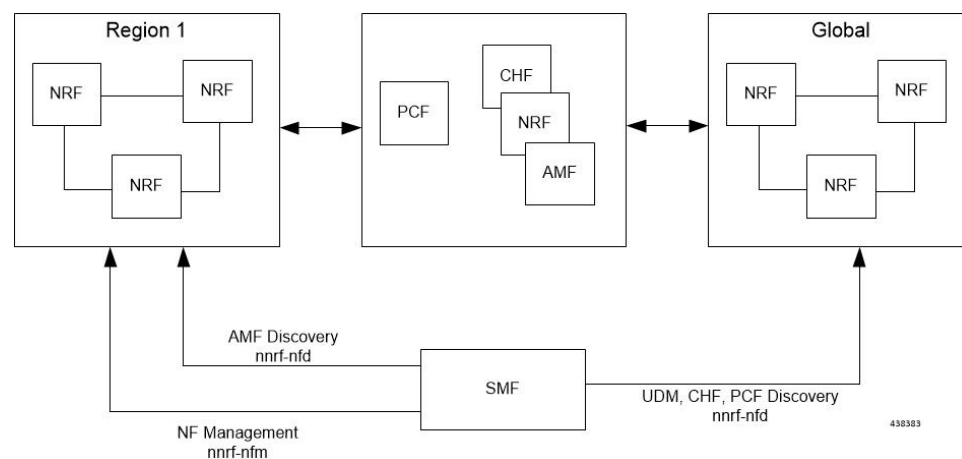 Region 1
NRF
NRF
NRF
PCF
CHF
NRF
AMF
Global
NRF
NRF
NRF
AMF Discovery
nnrf-nfd
SMF
UDM, CHF, PCF Discovery
nnrf-nfd
NF Management
nnrf-nfm
438383